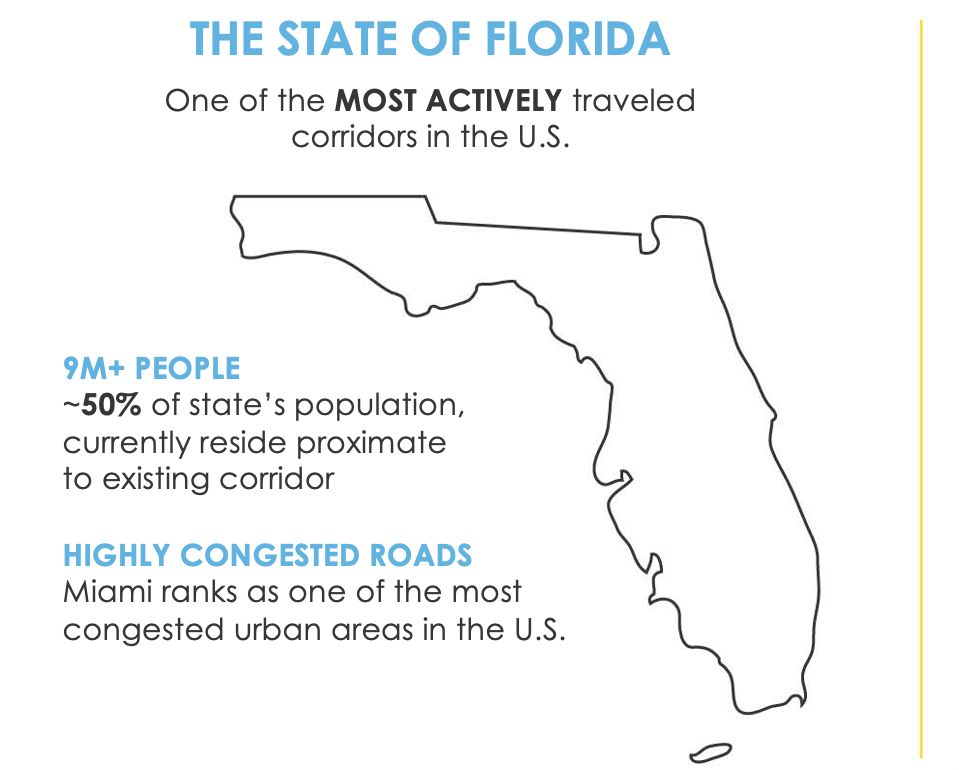 THE STATE OF FLORIDA
One of the MOST ACTIVELY traveled
corridors in the U.S.
9M+ PEOPLE
~50% of state’s population,
currently reside proximate
to existing corridor
HIGHLY CONGESTED ROADS
Miami ranks as one of the most
congested urban areas in the U.S.